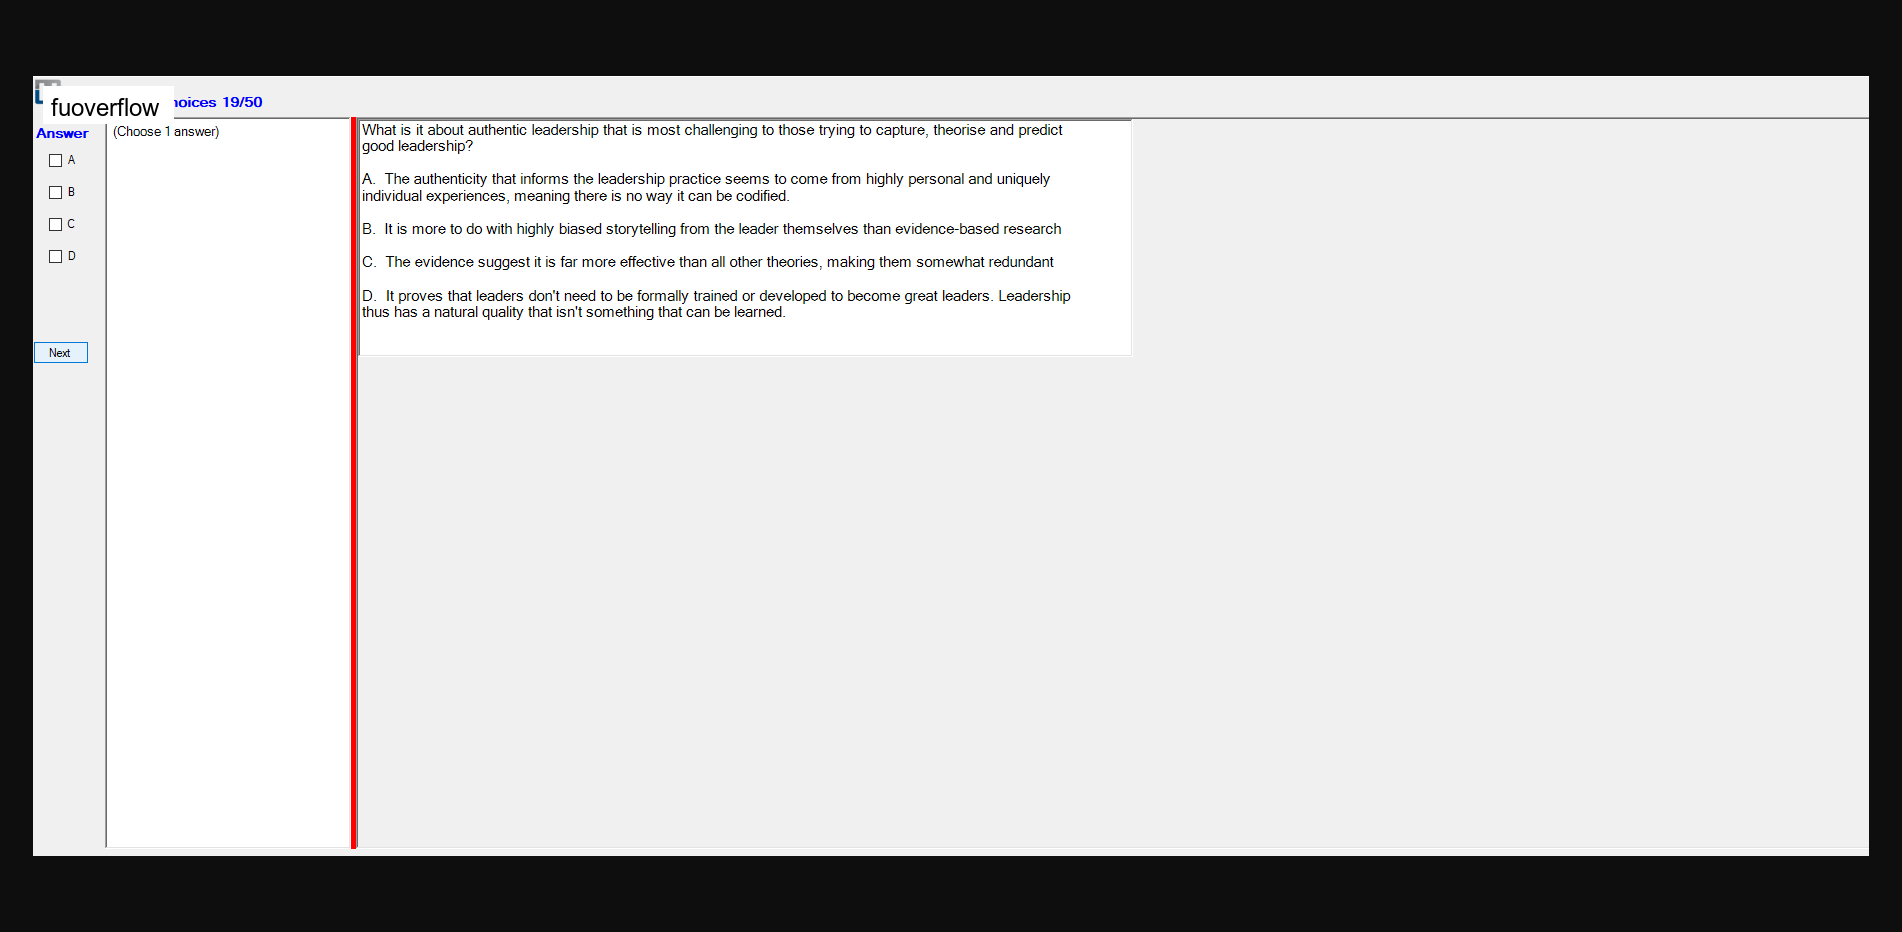 fuoverflow
hoices 19/50
Answer
(Choose 1 answer)
A
B
C
D
Next
What is it about authentic leadership that is most challenging to those trying to capture, theorise and predict
good leadership?
A. The authenticity that informs the leadership practice seems to come from highly personal and uniquely
individual experiences, meaning there is no way it can be codified.
B. It is more to do with highly biased storytelling from the leader themselves than evidence-based research
C. The evidence suggest it is far more effective than all other theories, making them somewhat redundant
D. It proves that leaders don't need to be formally trained or developed to become great leaders. Leadership
thus has a natural quality that isn't something that can be learned.